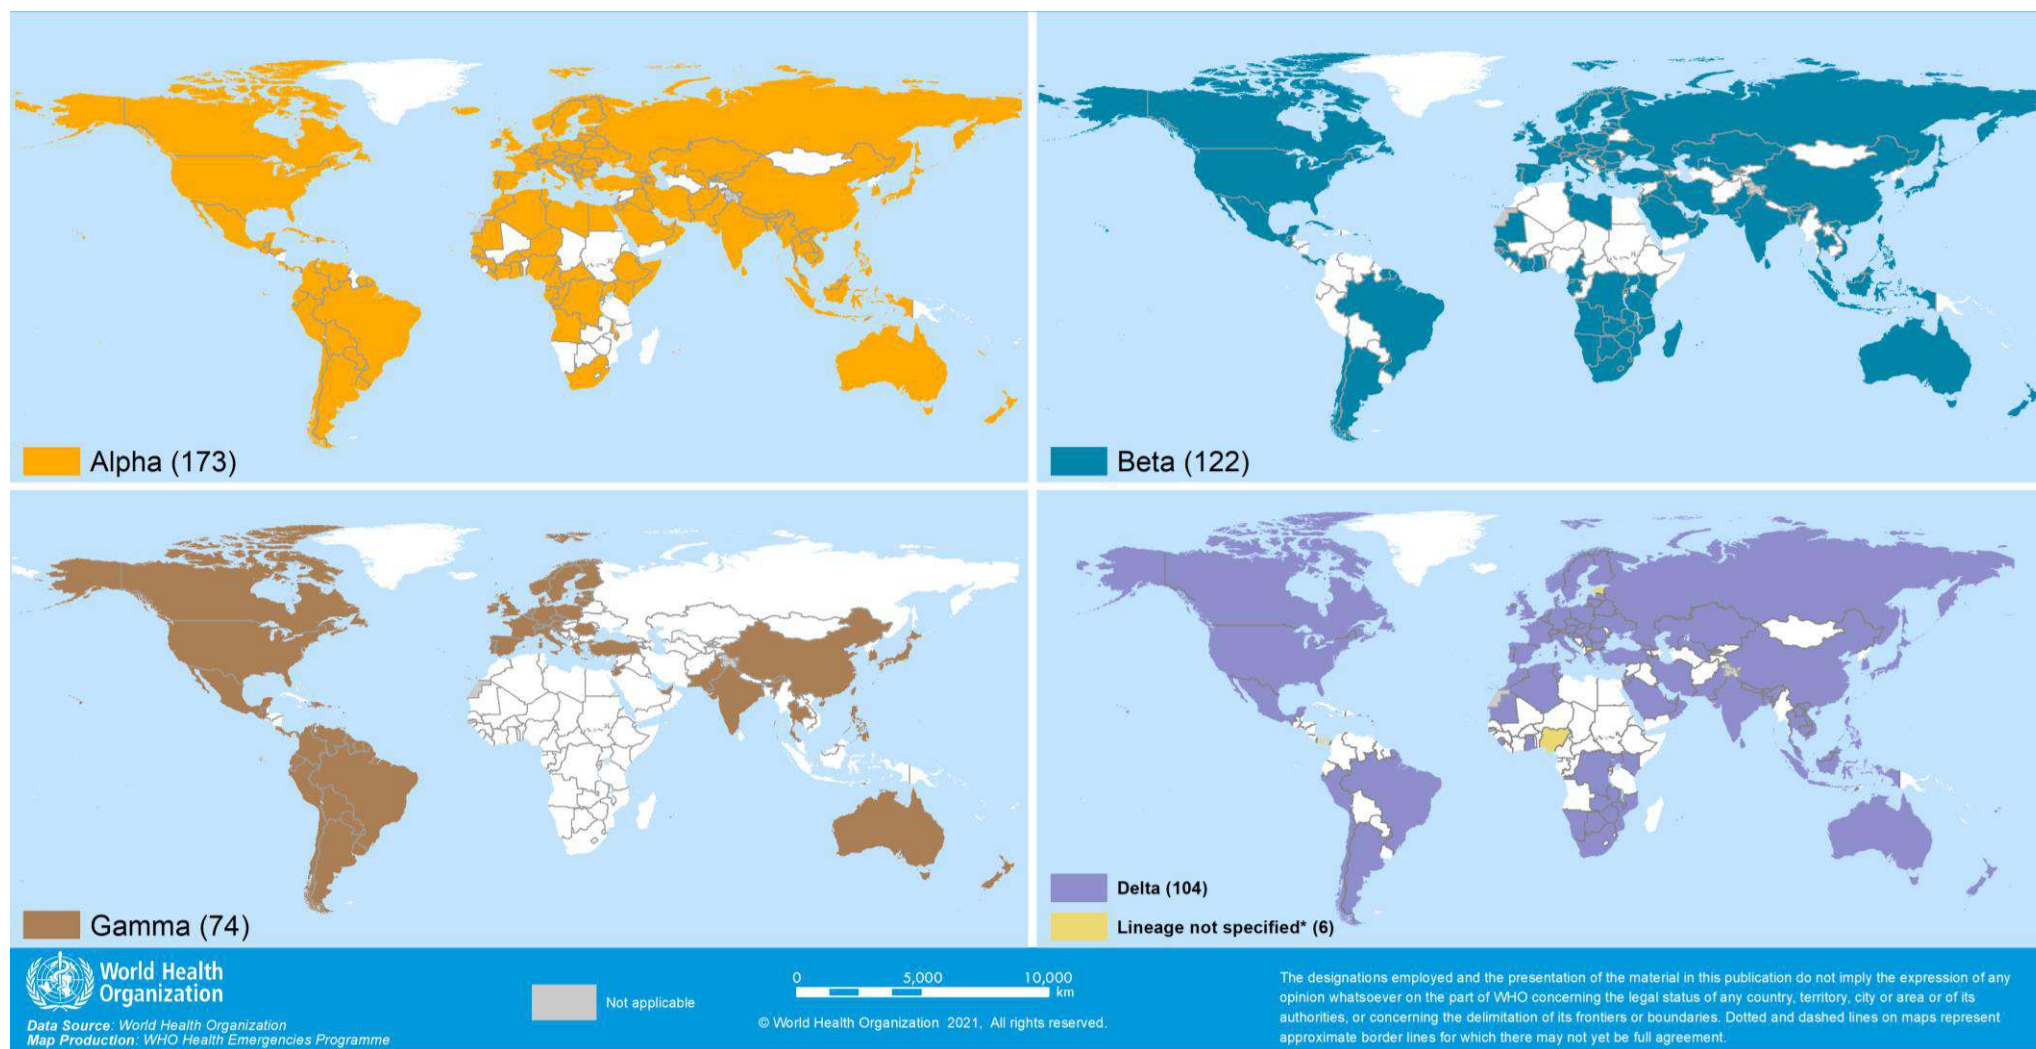 Alpha (173)
Beta (122)
Gamma (74)
Delta (104)
Lineage not specified* (6)
World Health
Organization
Data Source: World Health Organization
Map Production: WHO Health Emergencies Programme
Not applicable
0 5,000 10,000
km
© World Health Organization 2021, All rights reserved.
The designations employed and the presentation of the material in this publication do not imply the expression of any
opinion whatsoever on the part of WHO concerning the legal status of any country, territory, city or area or of its
authorities, or concerning the delimitation of its frontiers or boundaries. Dotted and dashed lines on maps represent
approximate border lines for which there may not yet be full agreement.